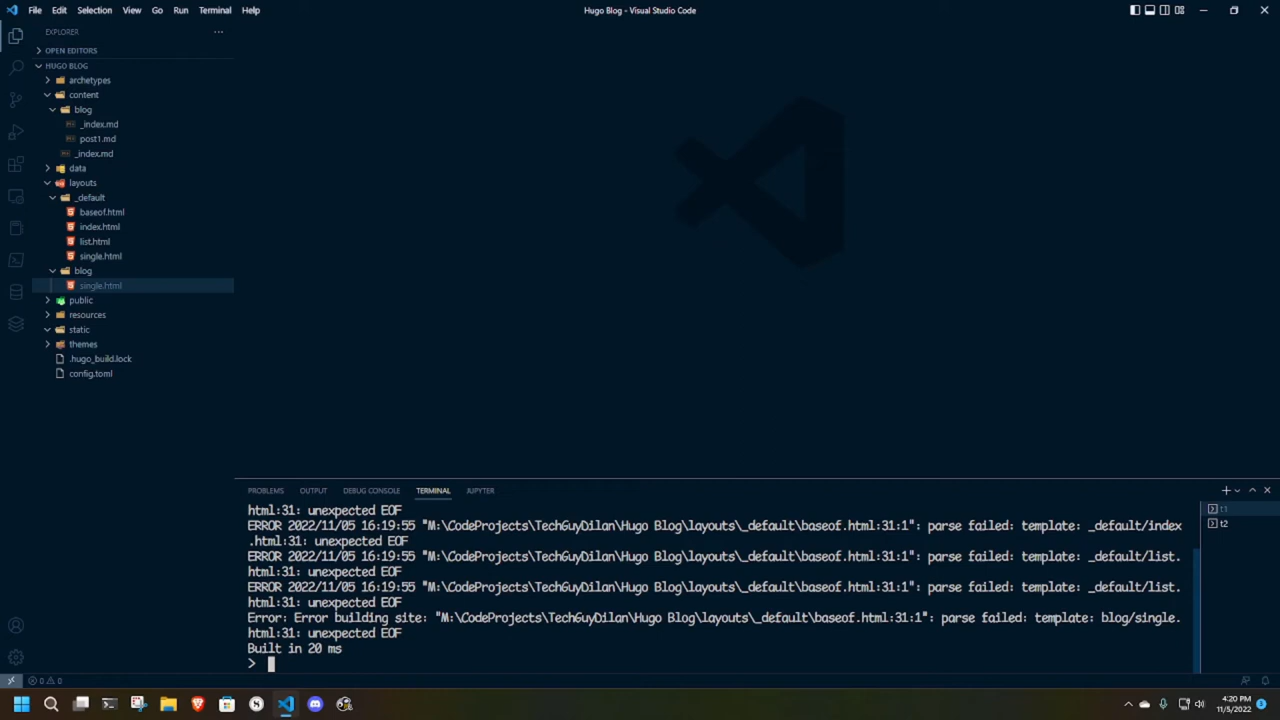 File Edit Selection View Go Run Terminal Help
Hugo Blog - Visual Studio Code
EXPLORER
OPEN EDITORS
HUGO BLOG
archetypes
content
blog
_index.md
post1.md
_index.md
data
layouts
_default
baseof.html
index.html
list.html
single.html
blog
single.html
public
resources
static
themes
.hugo_build.lock
config.toml
PROBLEMS OUTPUT DEBUG CONSOLE TERMINAL JUPYTER
html:31: unexpected EOF
ERROR 2022/11/05 16:19:55 "M:\CodeProjects\TechGuyDilan\Hugo Blog\layouts\_default\baseof.html:31:1": parse failed: template: _default/index
.html:31: unexpected EOF
ERROR 2022/11/05 16:19:55 "M:\CodeProjects\TechGuyDilan\Hugo Blog\layouts\_default\baseof.html:31:1": parse failed: template: _default/list.
html:31: unexpected EOF
ERROR 2022/11/05 16:19:55 "M:\CodeProjects\TechGuyDilan\Hugo Blog\layouts\_default\baseof.html:31:1": parse failed: template: _default/list.
html:31: unexpected EOF
Error: Error building site: "M:\CodeProjects\TechGuyDilan\Hugo Blog\layouts\_default\baseof.html:31:1": parse failed: template: blog/single.
html:31: unexpected EOF
Built in 20 ms
>
t1
t2
0 0
4:20 PM
11/5/2022